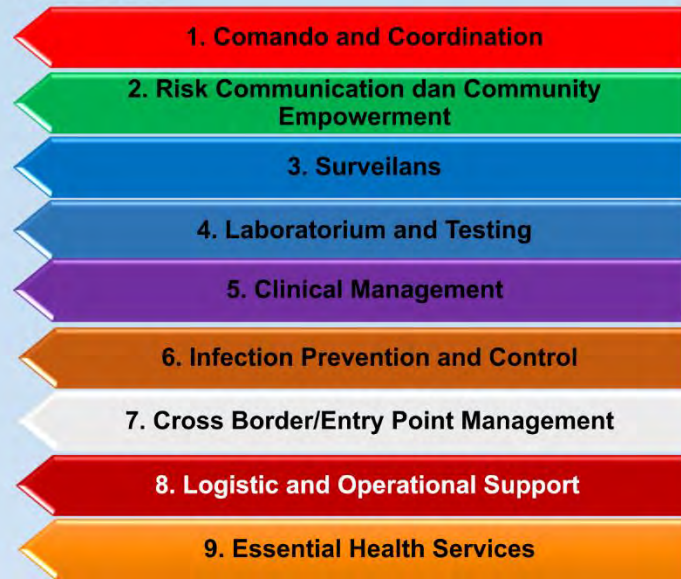 1. Comando and Coordination
2. Risk Communication dan Community
Empowerment
3. Surveilans
4. Laboratorium and Testing
5. Clinical Management
6. Infection Prevention and Control
7. Cross Border/Entry Point Management
8. Logistic and Operational Support
9. Essential Health Services